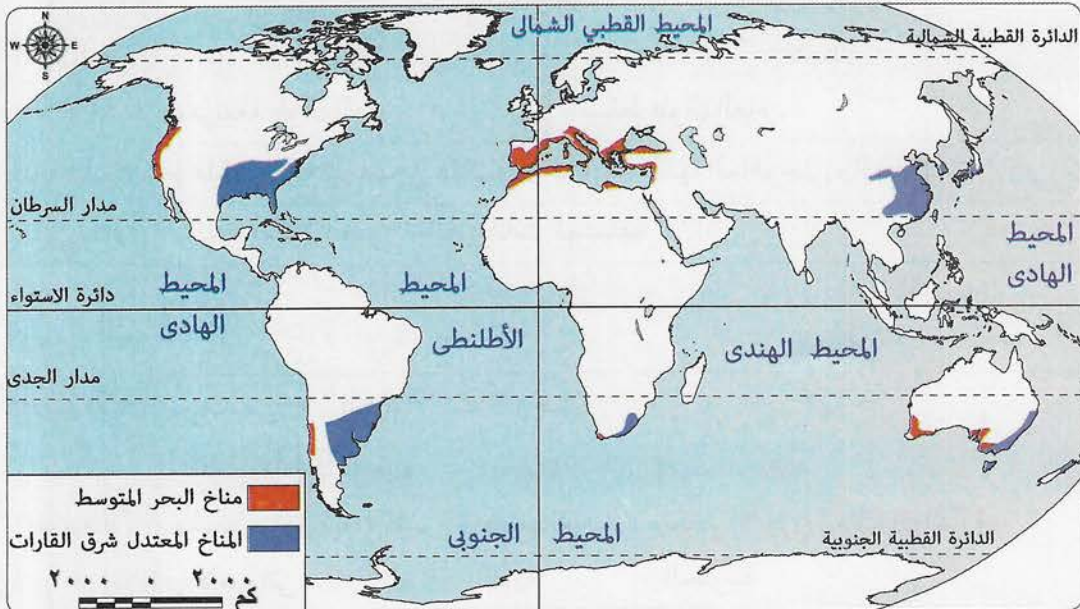 N
W E
S
المحيط القطبي الشمالى
الدائرة القطبية الشمالية
مدار السرطان
المحيط
الهادى
دائرة الاستواء
المحيط
الهادى
المحيط
الأطلنطى
المحيط الهندى
مدار الجدى
مناخ البحر المتوسط
المناخ المعتدل شرق القارات
٢٠٠٠ ٠ ٢٠٠٠
كم
المحيط الجنوبى
الدائرة القطبية الجنوبية